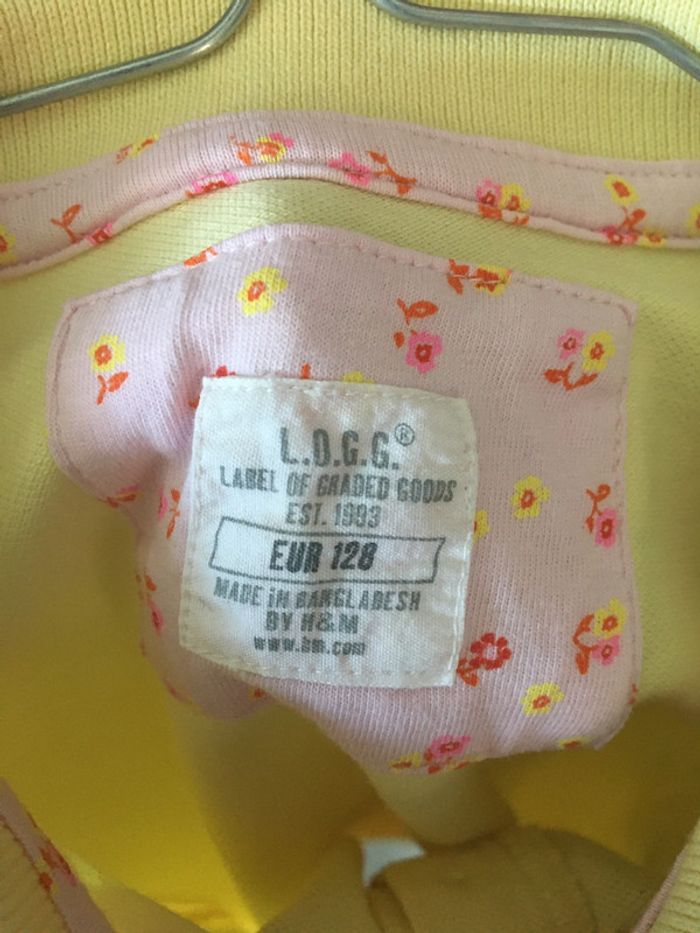 L.O.G.G.®
LABEL OF GRADED GOODS
EST. 1993
EUR 128
MADE IN BANGLADESH
BY H&M
www.hm.com